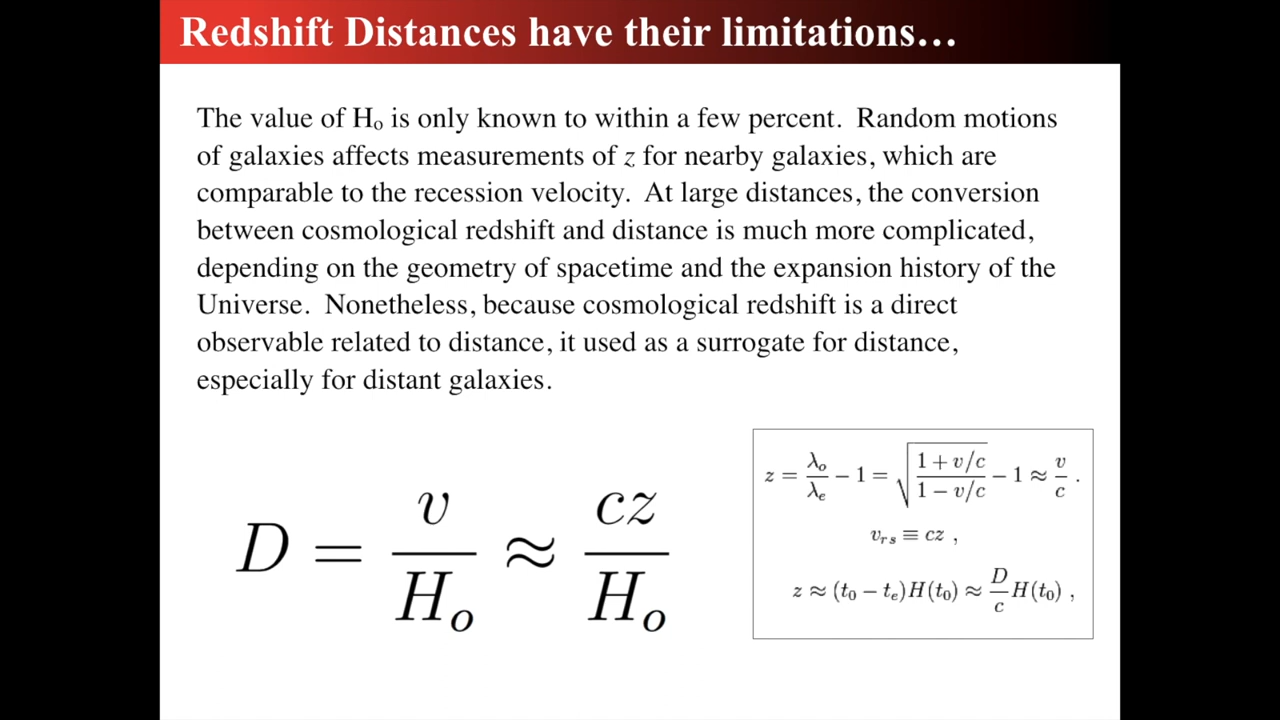 Redshift Distances have their limitations…
The value of Hₒ is only known to within a few percent. Random motions
of galaxies affects measurements of z for nearby galaxies, which are
comparable to the recession velocity. At large distances, the conversion
between cosmological redshift and distance is much more complicated,
depending on the geometry of spacetime and the expansion history of the
Universe. Nonetheless, because cosmological redshift is a direct
observable related to distance, it used as a surrogate for distance,
especially for distant galaxies.
D = v/Hₒ ≈ cz/Hₒ
z = λₒ/λₑ − 1 = √((1 + v/c)/(1 − v/c)) − 1 ≈ v/c .
vᵣₛ ≡ cz ,
z ≈ (t₀ − tₑ)H(t₀) ≈ D/c H(t₀) ,